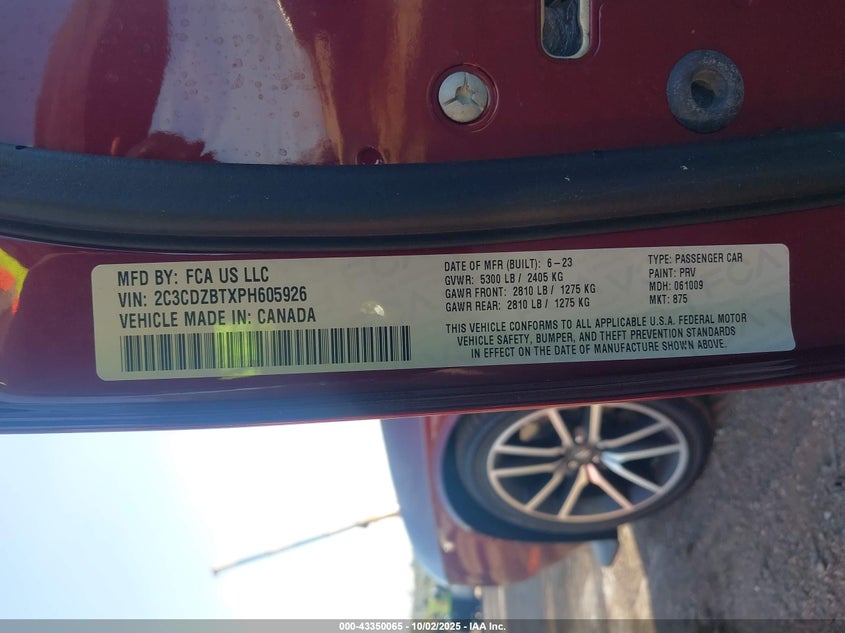 MFD BY: FCA US LLC
VIN: 2C3CDZBTXPH605926
VEHICLE MADE IN: CANADA
DATE OF MFR (BUILT): 6-23
GVWR: 5300 LB/ 2405 KG
GAWR FRONT: 2810 LB/ 1275 KG
GAWR REAR: 2810 LB/ 1275 KG
TYPE: PASSENGER CAR
PAINT: PRV
MDH: 061009
MKT: 875
THIS VEHICLE CONFORMS TO ALL APPLICABLE U.S.A. FEDERAL MOTOR
VEHICLE SAFETY, BUMPER, AND THEFT PREVENTION STANDARDS
IN EFFECT ON THE DATE OF MANUFACTURE SHOWN ABOVE.
000-43350065 - 10/02/2025 - IAA Inc.